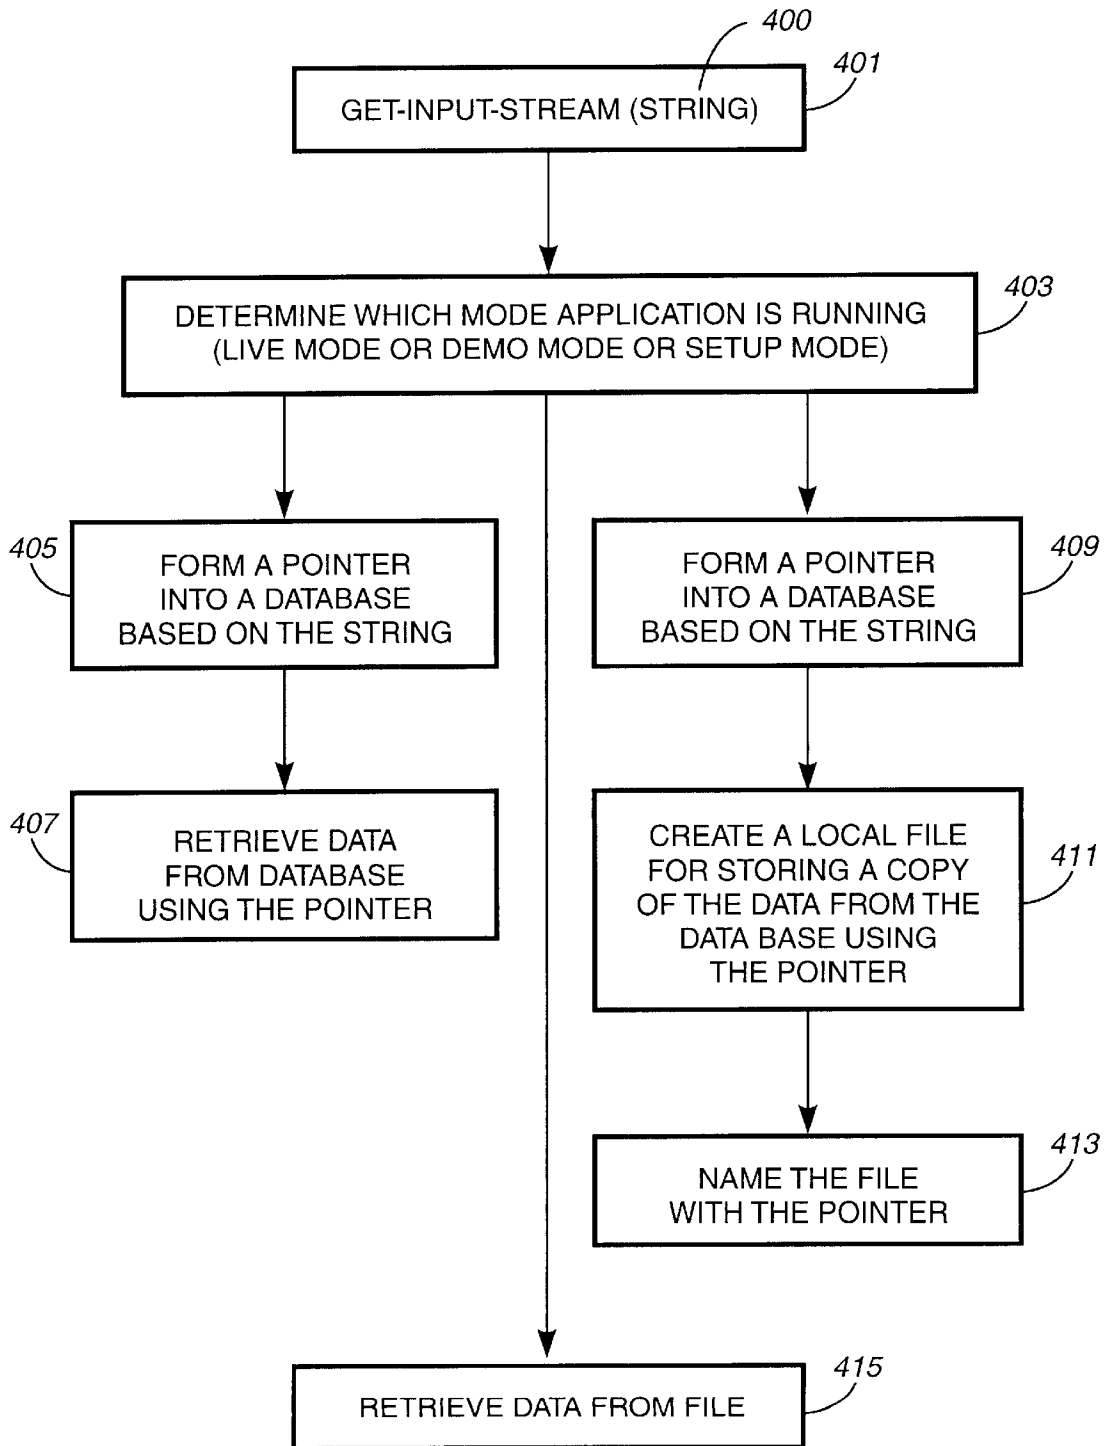 400
401
GET-INPUT-STREAM (STRING)
403
DETERMINE WHICH MODE APPLICATION IS RUNNING
(LIVE MODE OR DEMO MODE OR SETUP MODE)
405
FORM A POINTER
INTO A DATABASE
BASED ON THE STRING
409
FORM A POINTER
INTO A DATABASE
BASED ON THE STRING
407
RETRIEVE DATA
FROM DATABASE
USING THE POINTER
411
CREATE A LOCAL FILE
FOR STORING A COPY
OF THE DATA FROM THE
DATA BASE USING
THE POINTER
413
NAME THE FILE
WITH THE POINTER
415
RETRIEVE DATA FROM FILE